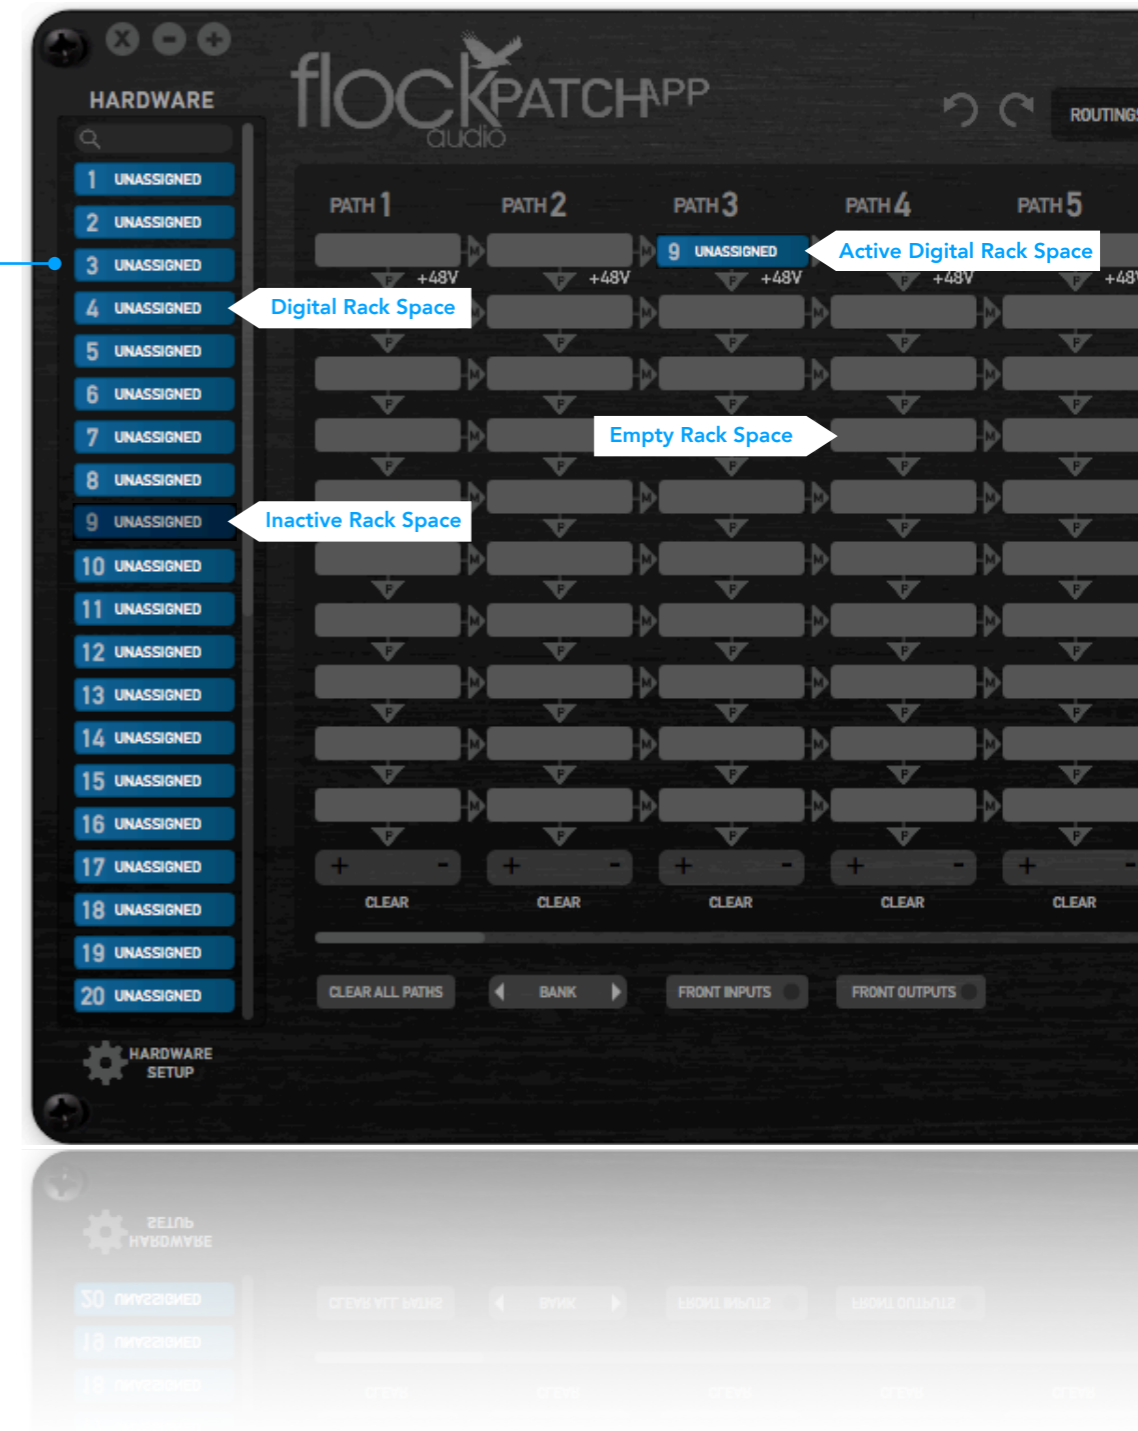 X - +
HARDWARE
flock PATCHAPP
audio
ROUTINGS
1 UNASSIGNED
2 UNASSIGNED
3 UNASSIGNED
4 UNASSIGNED
5 UNASSIGNED
6 UNASSIGNED
7 UNASSIGNED
8 UNASSIGNED
9 UNASSIGNED
10 UNASSIGNED
11 UNASSIGNED
12 UNASSIGNED
13 UNASSIGNED
14 UNASSIGNED
15 UNASSIGNED
16 UNASSIGNED
17 UNASSIGNED
18 UNASSIGNED
19 UNASSIGNED
20 UNASSIGNED
HARDWARE
SETUP
PATH 1 PATH 2 PATH 3 PATH 4 PATH 5
9 UNASSIGNED
Active Digital Rack Space
+48V +48V +48V +48V +48V
Digital Rack Space
Empty Rack Space
Inactive Rack Space
+ - + - + - + - + -
CLEAR CLEAR CLEAR CLEAR CLEAR
CLEAR ALL PATHS BANK FRONT INPUTS FRONT OUTPUTS